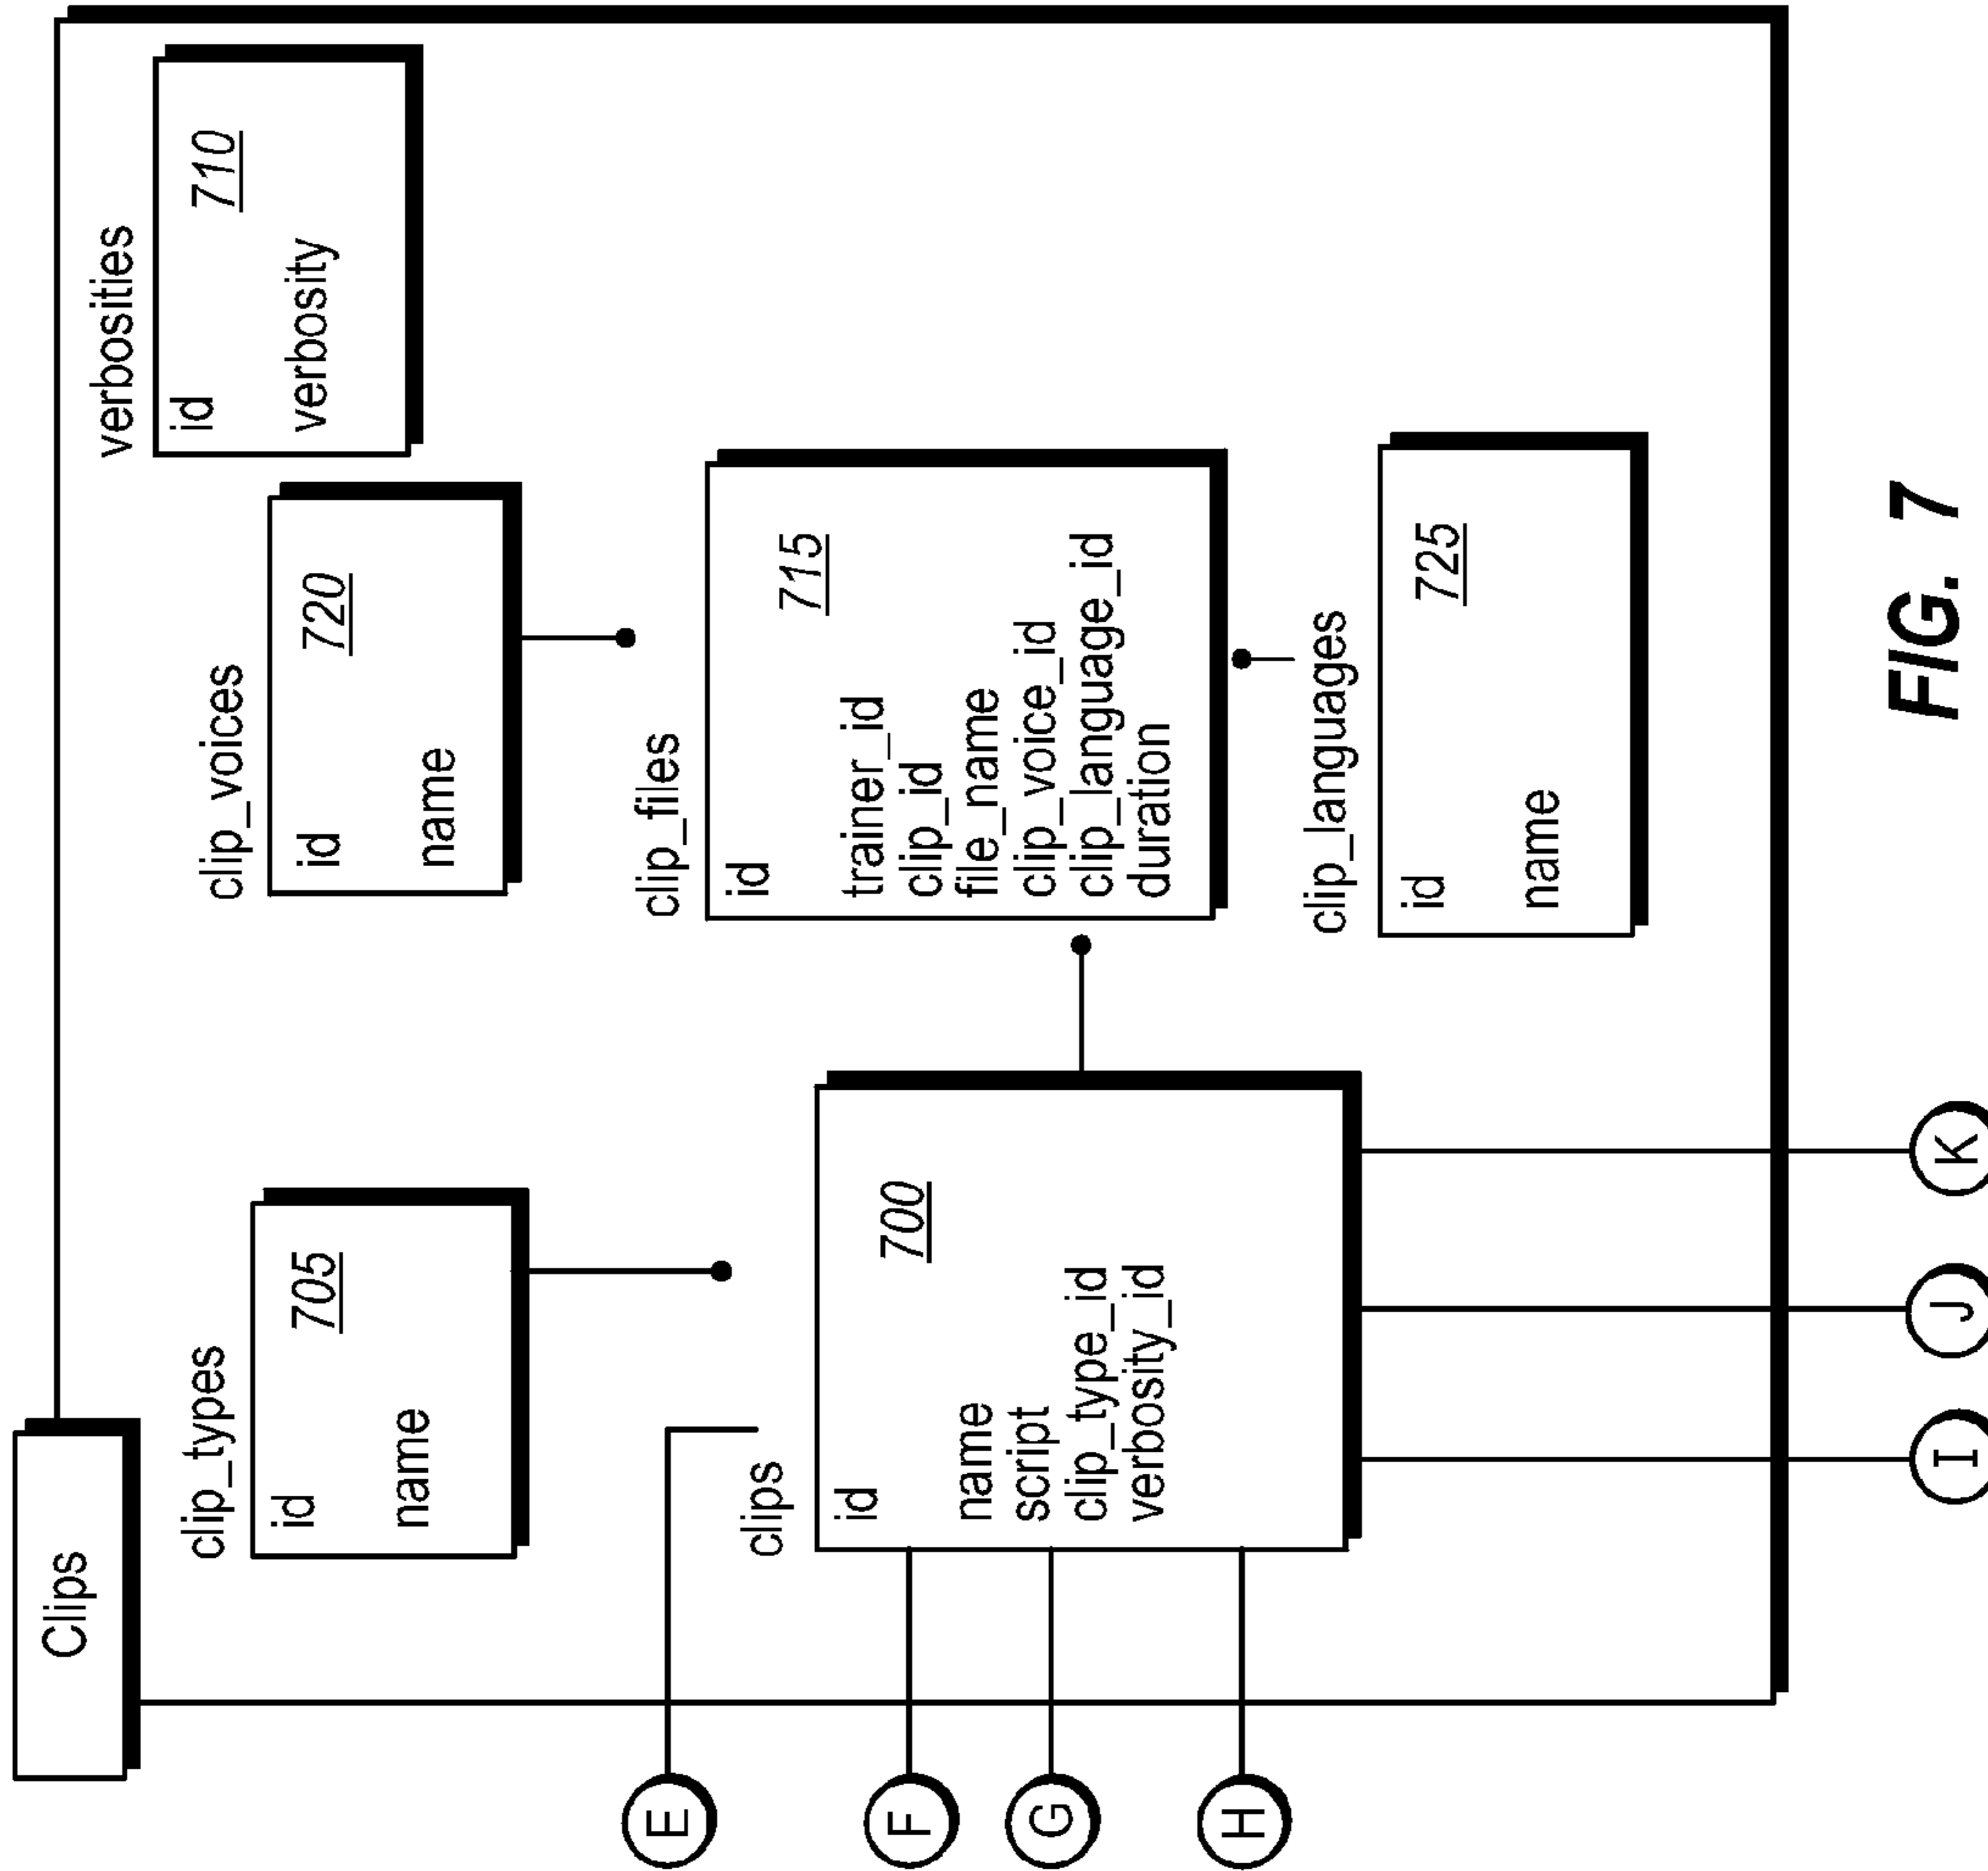 Clips
clip_types
id
705
name
clip_voices
id
720
name
verbosities
id
710
verbosity
E
clips
id
700
name
script
clip_type_id
verbosity_id
F
G
H
clip_files
id
715
trainer_id
clip_id
file_name
clip_voice_id
clip_language_id
duration
clip_languages
id
725
name
I
J
K
FIG. 7